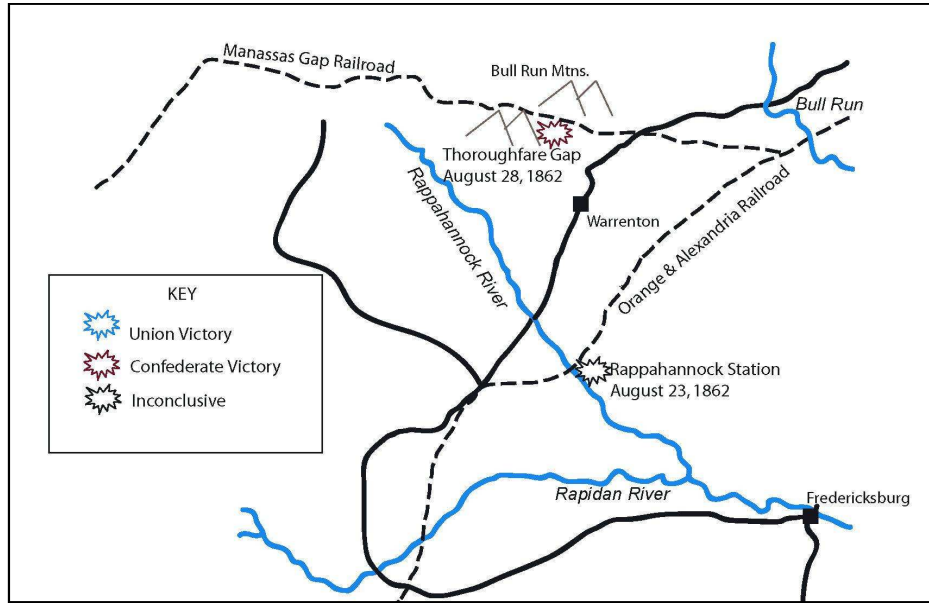 Manassas Gap Railroad
Bull Run Mtns.
Bull Run
Thoroughfare Gap
August 28, 1862
Rappahannock River
Warrenton
Orange & Alexandria Railroad
KEY
Union Victory
Confederate Victory
Inconclusive
Rappahannock Station
August 23, 1862
Rapidan River
Fredericksburg